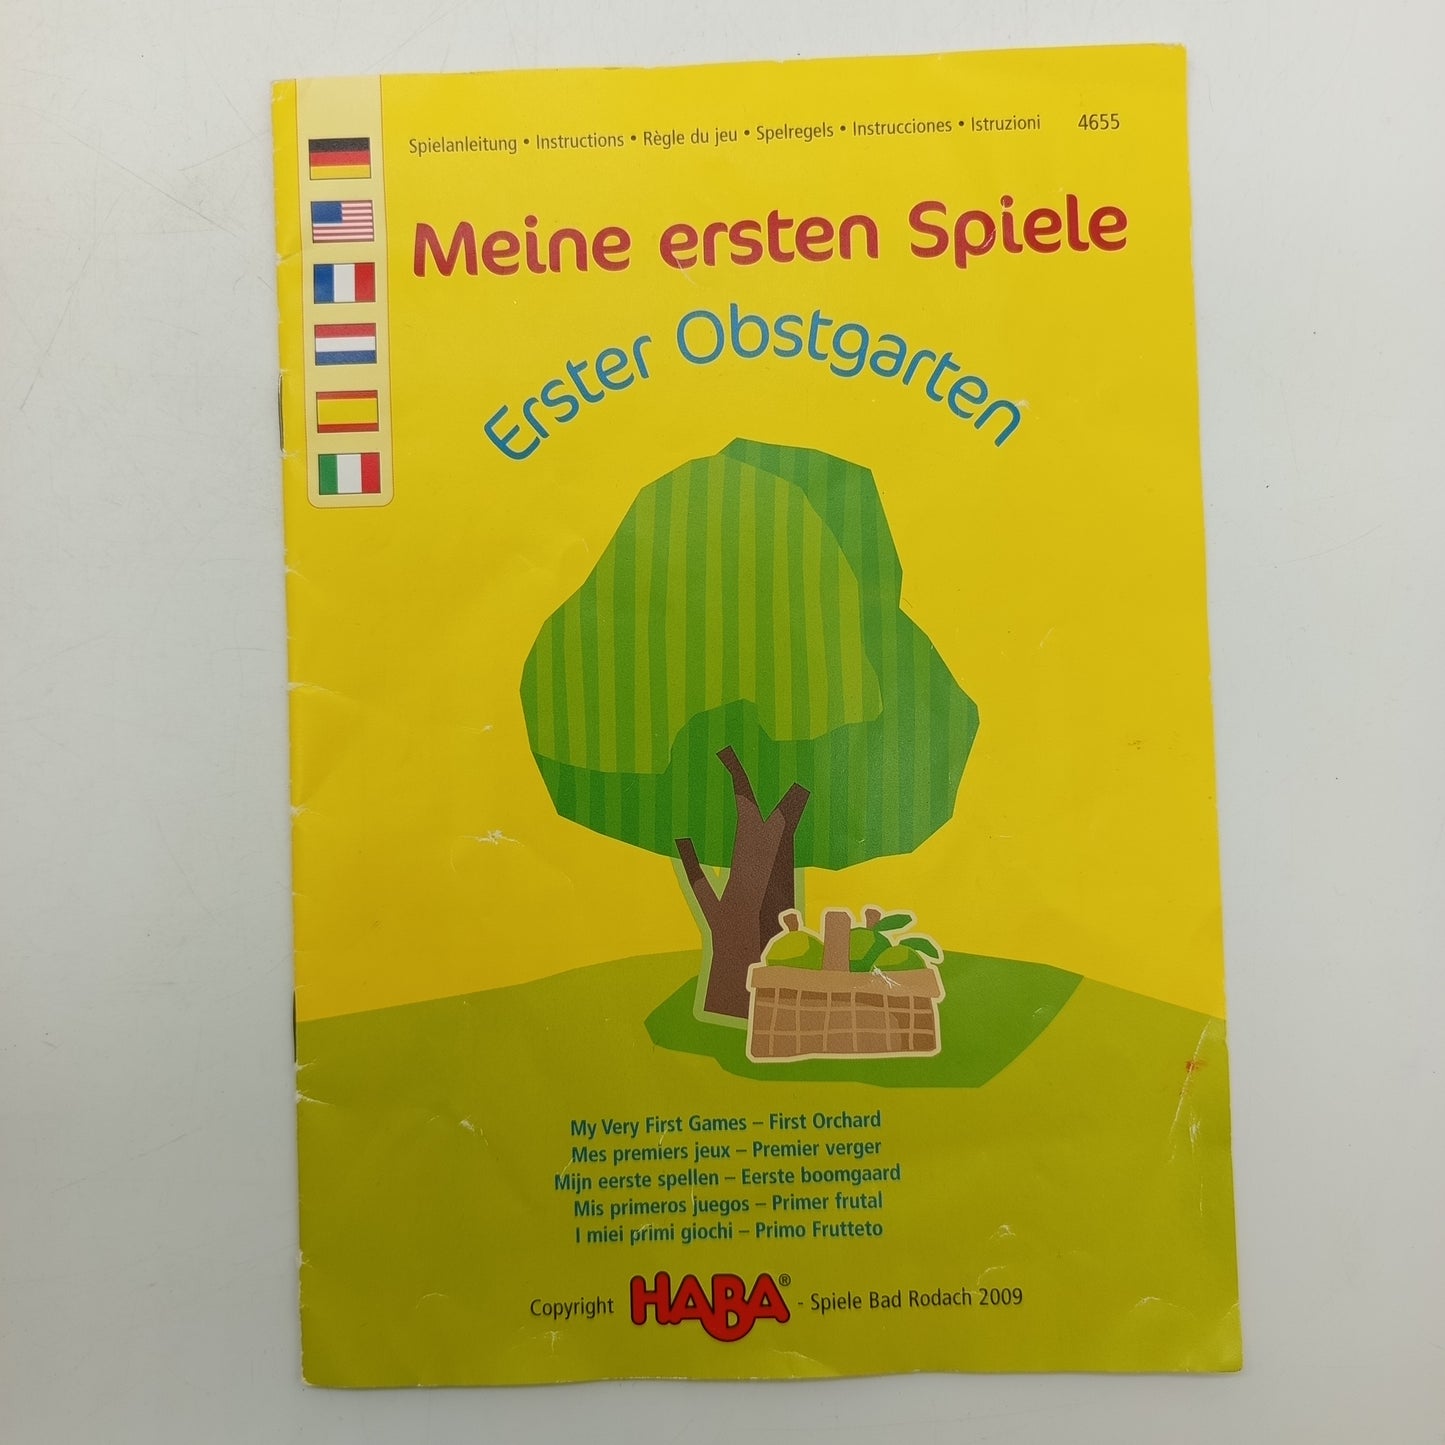 Spielanleitung • Instructions • Règle du jeu • Spelregels • Instrucciones • Istruzioni 4655
Meine ersten Spiele
Erster Obstgarten
My Very First Games – First Orchard
Mes premiers jeux – Premier verger
Mijn eerste spellen – Eerste boomgaard
Mis primeros juegos – Primer frutal
I miei primi giochi – Primo Frutteto
Copyright HABA® - Spiele Bad Rodach 2009